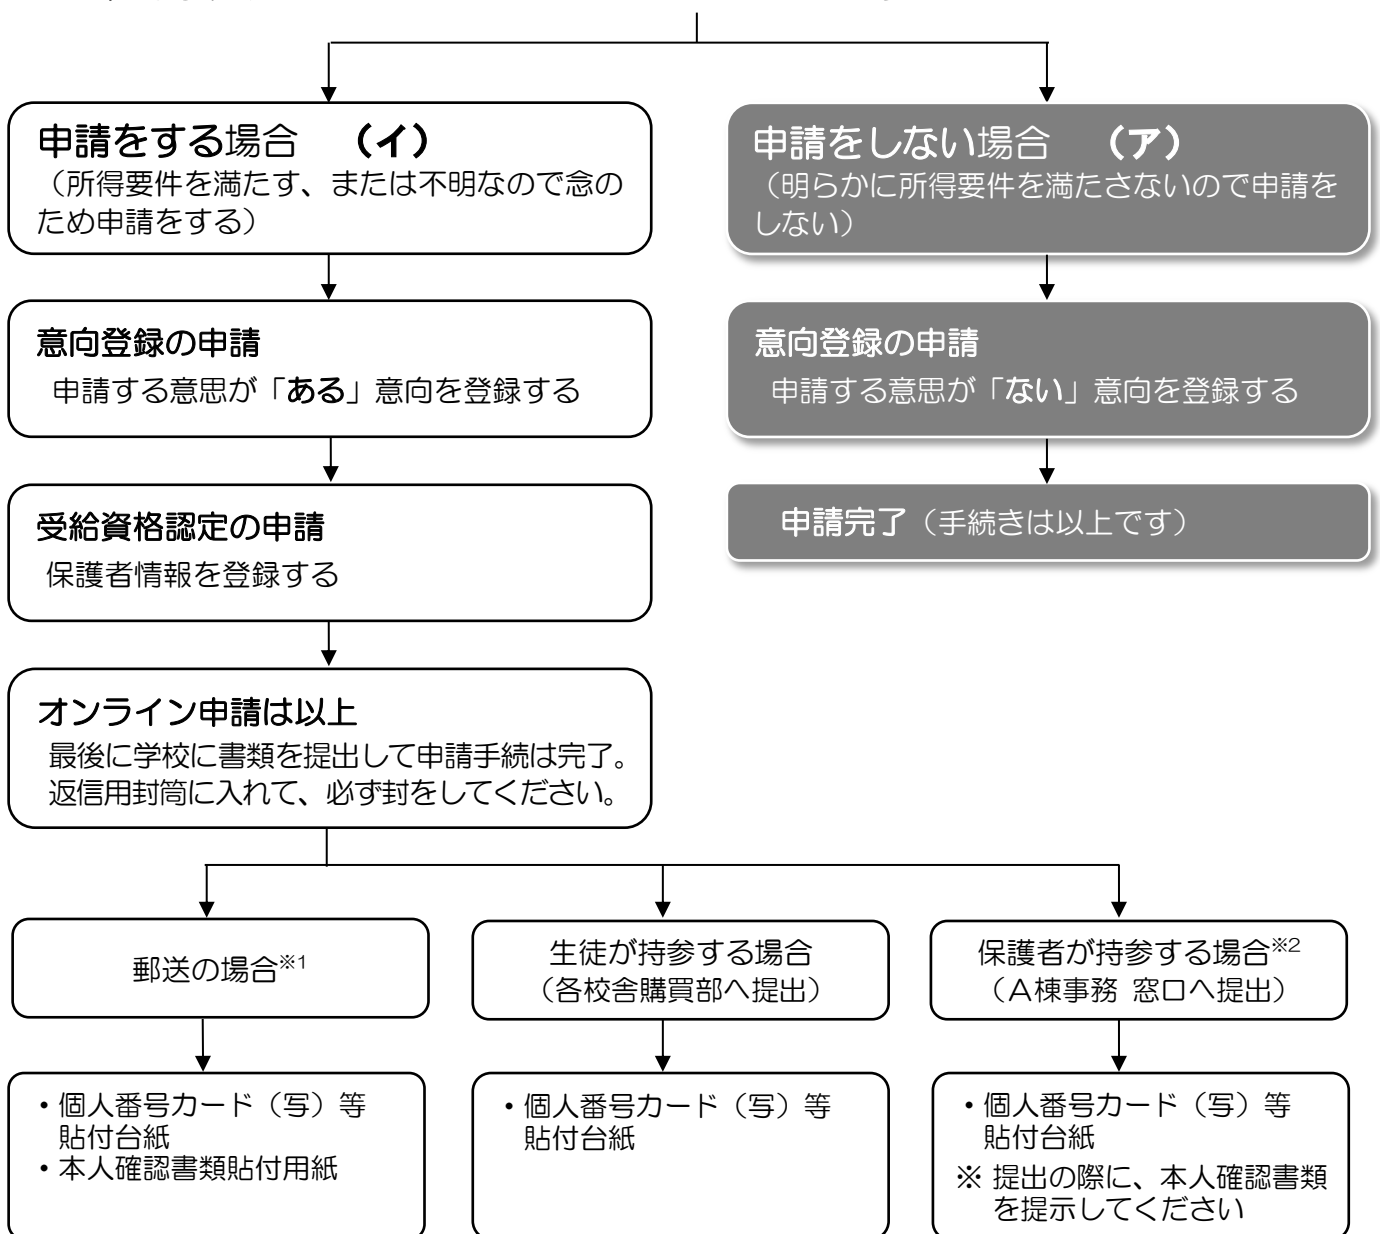 申請をする場合 (イ)
（所得要件を満たす、または不明なので念の
ため申請をする）
申請をしない場合 (ア)
（明らかに所得要件を満たさないので申請を
しない）
意向登録の申請
申請する意思が「ある」意向を登録する
意向登録の申請
申請する意思が「ない」意向を登録する
受給資格認定の申請
保護者情報を登録する
申請完了（手続きは以上です）
オンライン申請は以上
最後に学校に書類を提出して申請手続は完了。
返信用封筒に入れて、必ず封をしてください。
郵送の場合※1
生徒が持参する場合
（各校舎購買部へ提出）
保護者が持参する場合※2
（A棟事務 窓口へ提出）
・個人番号カード（写）等
貼付台紙
・本人確認書類貼付用紙
・個人番号カード（写）等
貼付台紙
・個人番号カード（写）等
貼付台紙
※ 提出の際に、本人確認書類
を提示してください